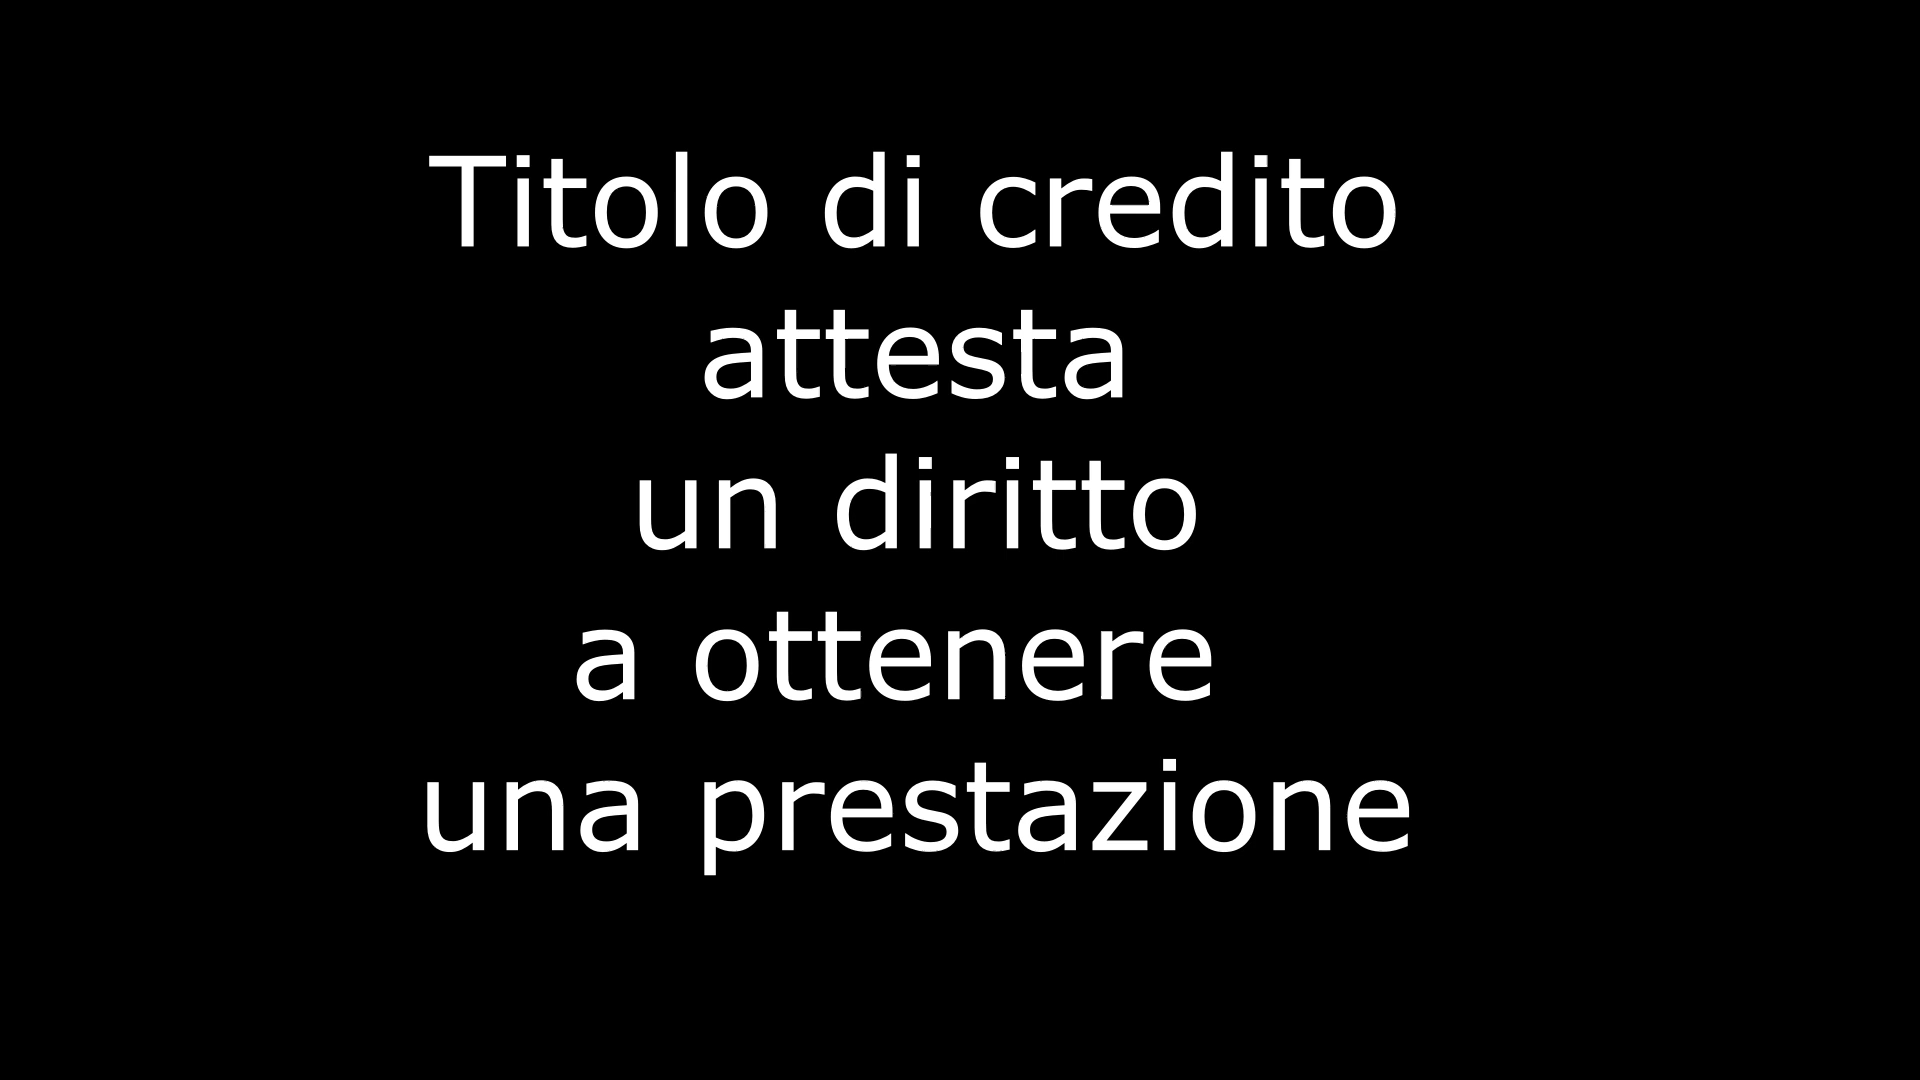 Titolo di credito
attesta
un diritto
a ottenere
una prestazione